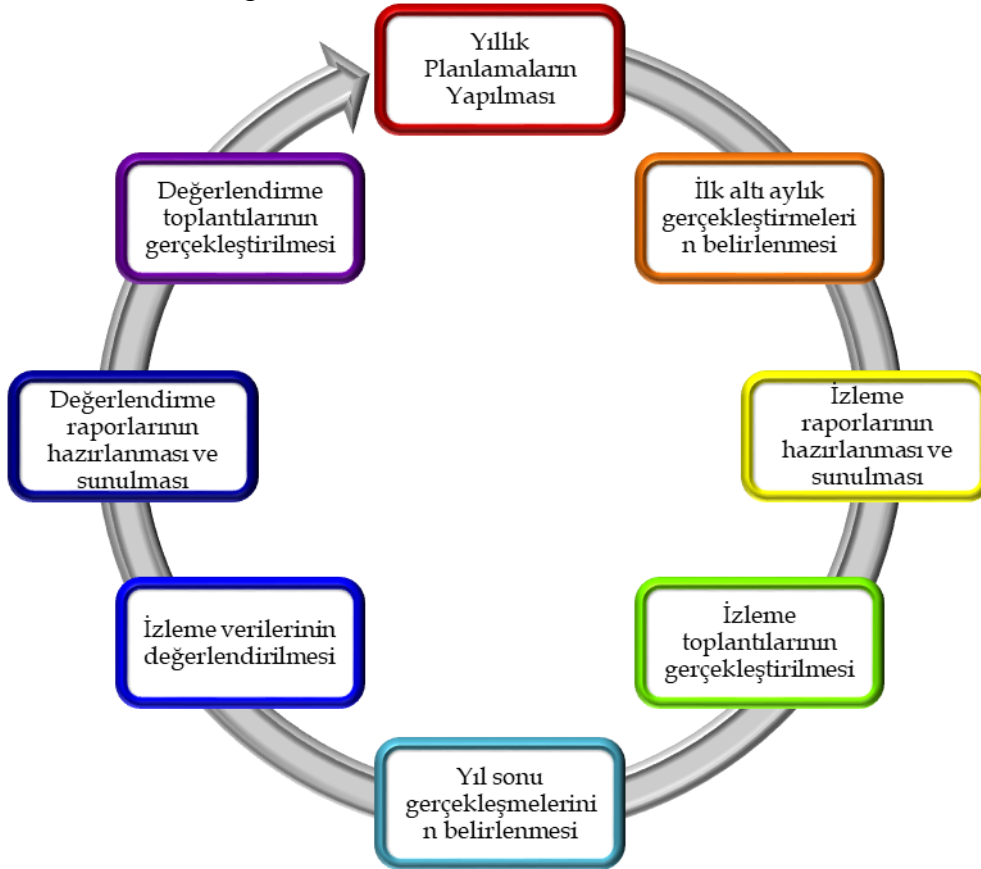 Yıllık
Planlamaların
Yapılması
İlk altı aylık
gerçekleştirmeleri
n belirlenmesi
İzleme
raporlarının
hazırlanması ve
sunulması
İzleme
toplantılarının
gerçekleştirilmesi
Yıl sonu
gerçekleşmelerini
n belirlenmesi
İzleme verilerinin
değerlendirilmesi
Değerlendirme
raporlarının
hazırlanması ve
sunulması
Değerlendirme
toplantılarının
gerçekleştirilmesi